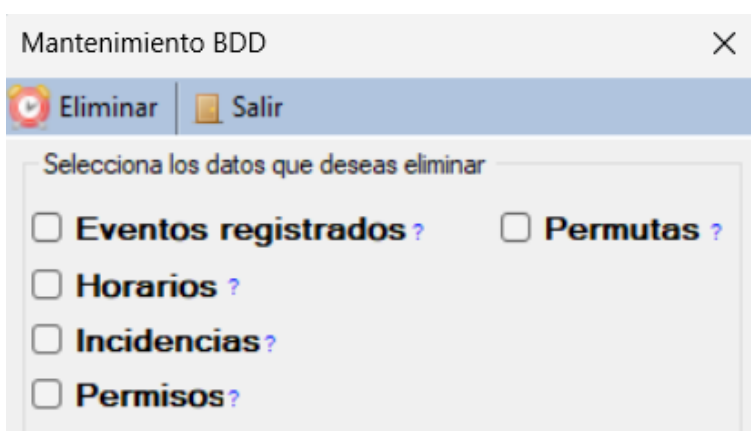 Mantenimiento BDD
Eliminar Salir
Selecciona los datos que deseas eliminar
Eventos registrados ? Permutas ?
Horarios ?
Incidencias ?
Permisos ?